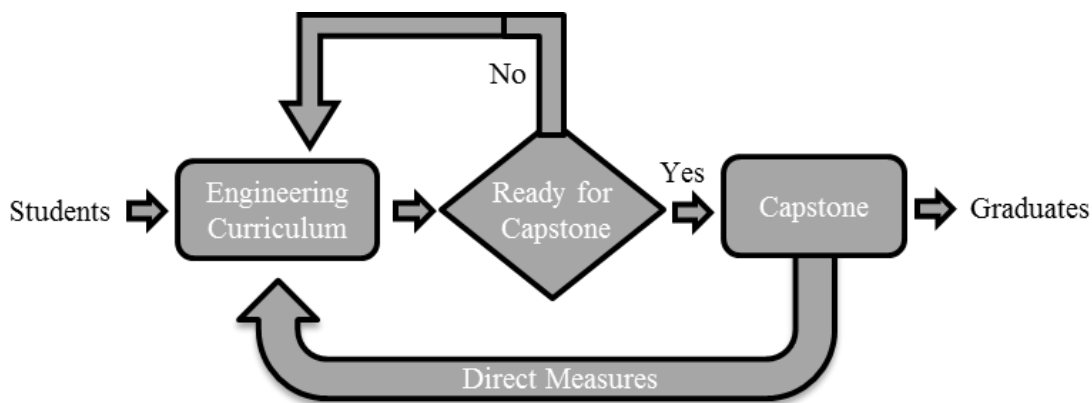 No
Students
Engineering
Curriculum
Ready for
Capstone
Yes
Capstone
Graduates
Direct Measures